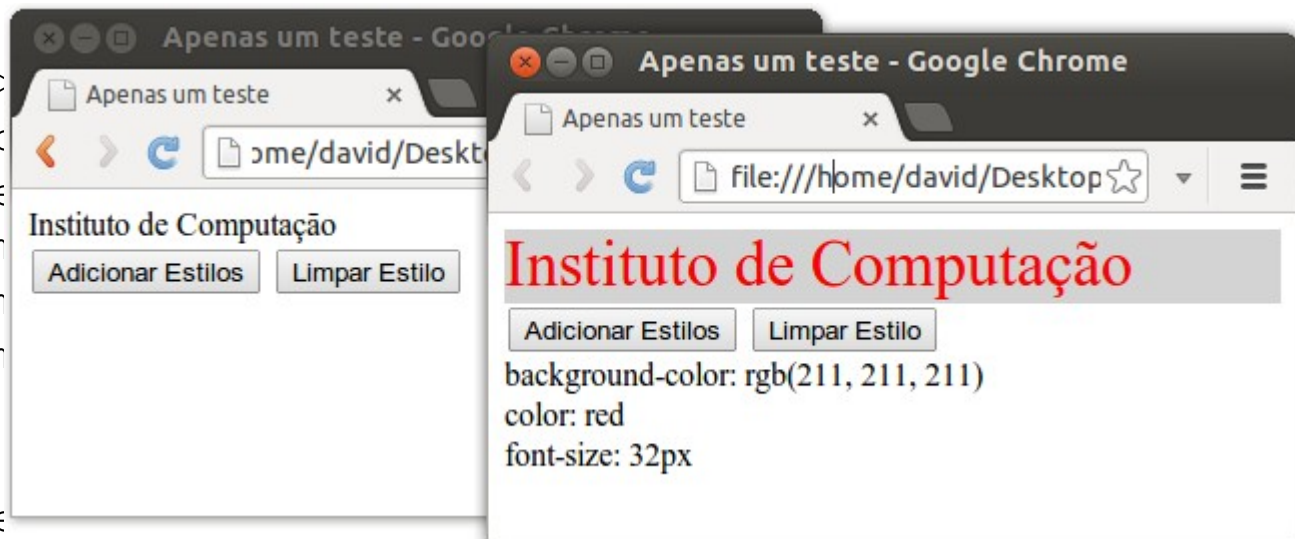 Apenas um teste - Goo
Apenas um teste
ome/david/Deskt
Instituto de Computação
Adicionar Estilos Limpar Estilo
Apenas um teste - Google Chrome
Apenas um teste
file:///home/david/Desktop
Instituto de Computação
Adicionar Estilos Limpar Estilo
background-color: rgb(211, 211, 211)
color: red
font-size: 32px